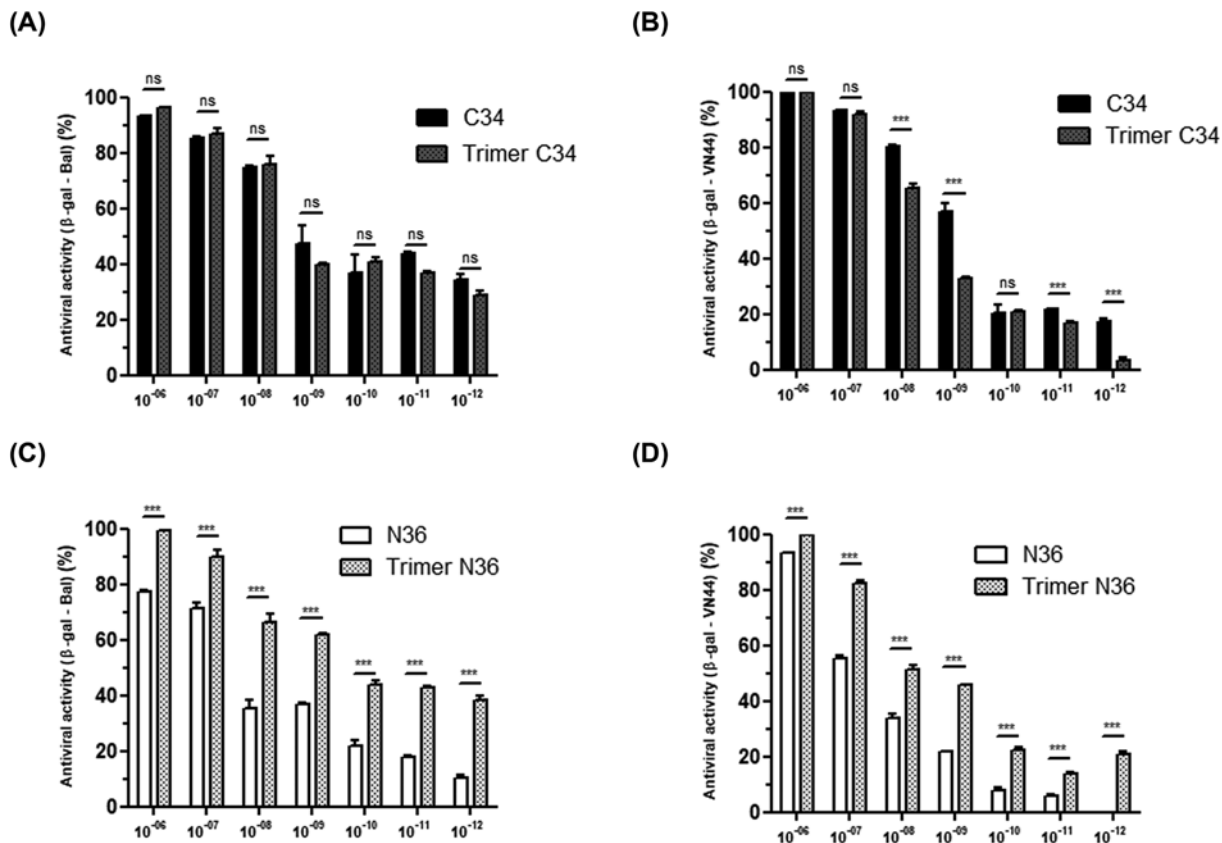 (A)
Antiviral activity (β-gal - Bal) (%)
100
80
60
40
20
0
ns ns ns ns ns ns ns
C34
Trimer C34
10⁻⁰⁶ 10⁻⁰⁷ 10⁻⁰⁸ 10⁻⁰⁹ 10⁻¹⁰ 10⁻¹¹ 10⁻¹²
(B)
Antiviral activity (β-gal - VN44) (%)
100
80
60
40
20
0
ns ns *** *** ns *** ***
C34
Trimer C34
10⁻⁰⁶ 10⁻⁰⁷ 10⁻⁰⁸ 10⁻⁰⁹ 10⁻¹⁰ 10⁻¹¹ 10⁻¹²
(C)
Antiviral activity (β-gal - Bal) (%)
100
80
60
40
20
0
*** *** *** *** *** *** ***
N36
Trimer N36
10⁻⁰⁶ 10⁻⁰⁷ 10⁻⁰⁸ 10⁻⁰⁹ 10⁻¹⁰ 10⁻¹¹ 10⁻¹²
(D)
Antiviral activity (β-gal - VN44) (%)
100
80
60
40
20
0
*** *** *** *** *** *** ***
N36
Trimer N36
10⁻⁰⁶ 10⁻⁰⁷ 10⁻⁰⁸ 10⁻⁰⁹ 10⁻¹⁰ 10⁻¹¹ 10⁻¹²